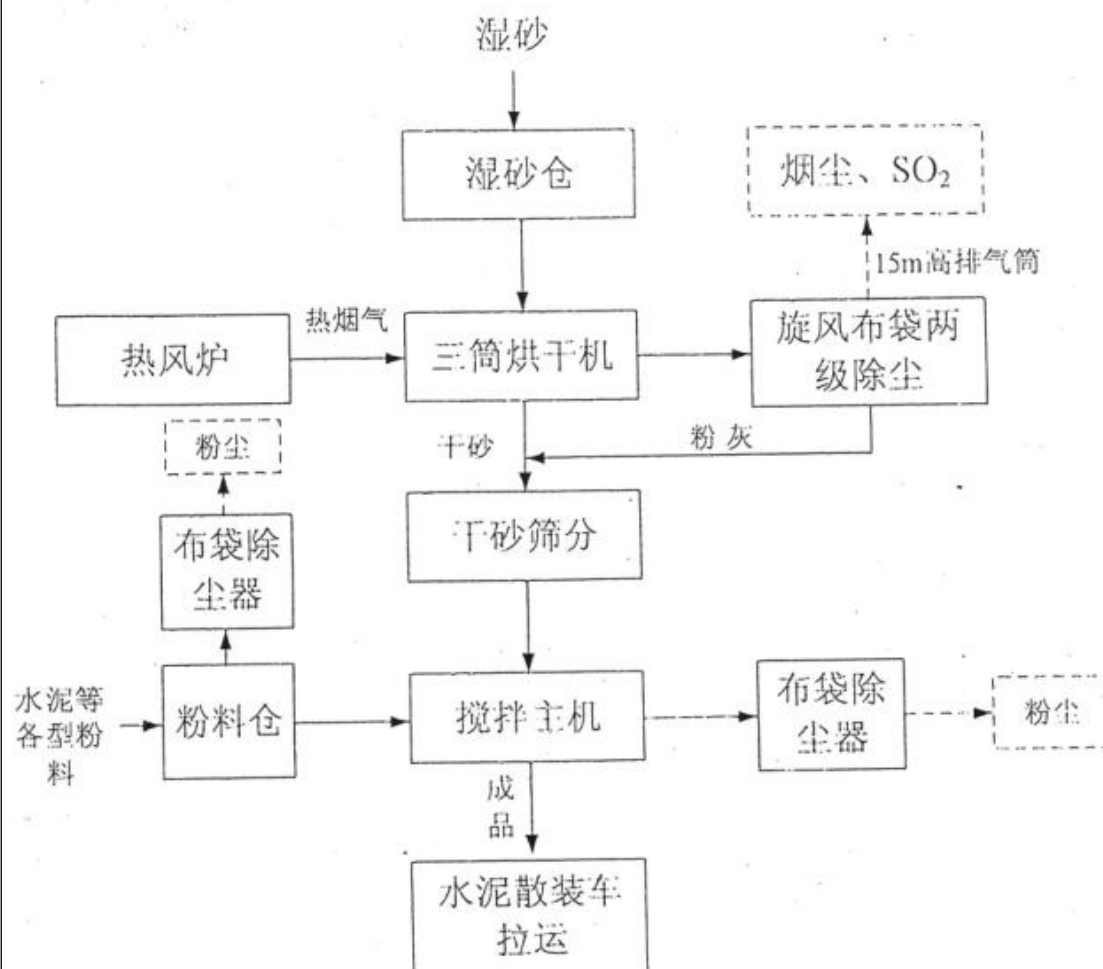 湿砂
湿砂仓
烟尘、SO₂
15m高排气筒
热风炉
热烟气
三筒烘干机
旋风布袋两
级除尘
粉尘
干砂
粉灰
布袋除
尘器
干砂筛分
水泥等
各型粉
料
粉料仓
搅拌主机
布袋除
尘器
粉尘
成
品
水泥散装车
拉运